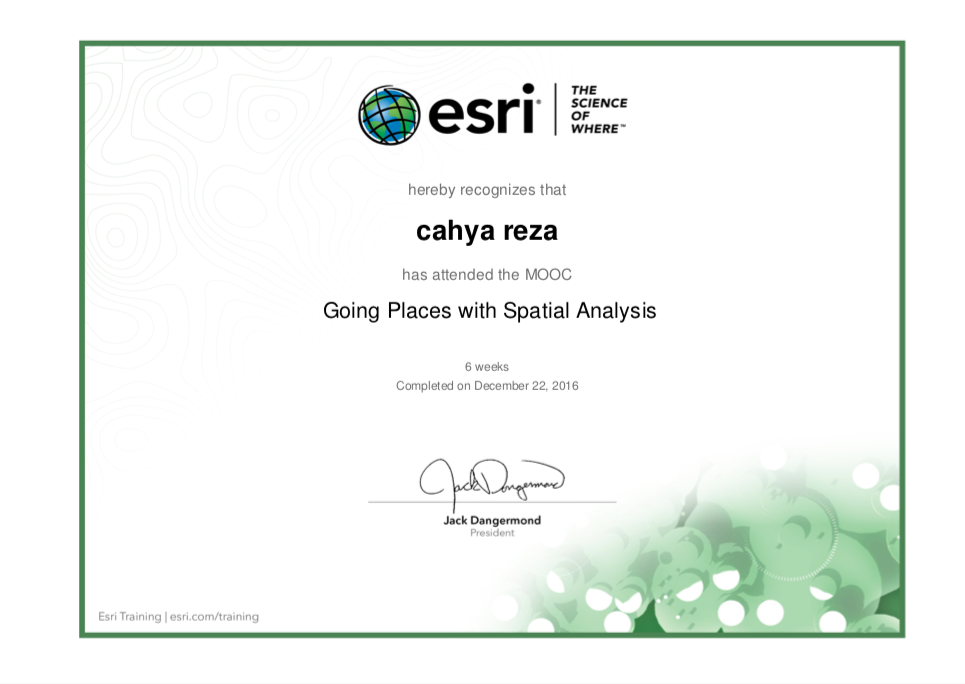 esri
THE
SCIENCE
OF
WHERE™
hereby recognizes that
cahya reza
has attended the MOOC
Going Places with Spatial Analysis
6 weeks
Completed on December 22, 2016
Jack Dangermond
Jack Dangermond
President
Esri Training | esri.com/training